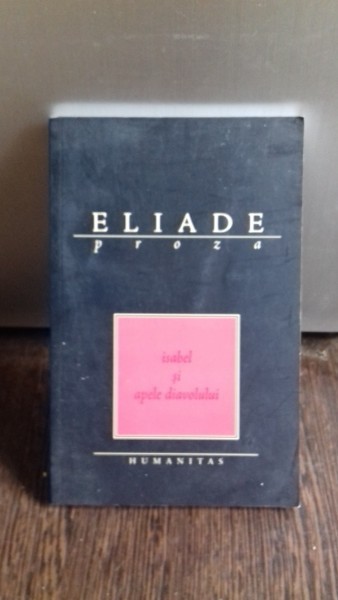 ELIADE
proza
isabel
și
apele diavolului
HUMANITAS